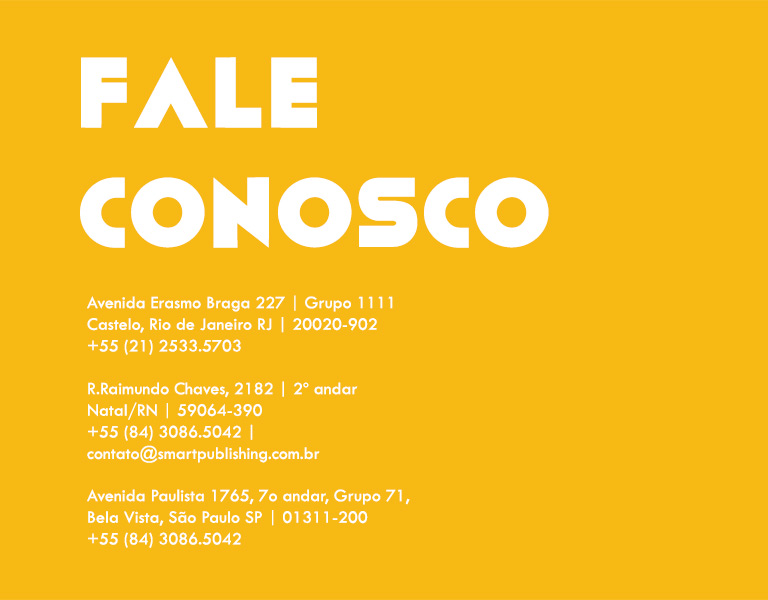 FALE
CONOSCO
Avenida Erasmo Braga 227 | Grupo 1111
Castelo, Rio de Janeiro RJ | 20020-902
+55 (21) 2533.5703
R.Raimundo Chaves, 2182 | 2º andar
Natal/RN | 59064-390
+55 (84) 3086.5042 |
contato@smartpublishing.com.br
Avenida Paulista 1765, 7o andar, Grupo 71,
Bela Vista, São Paulo SP | 01311-200
+55 (84) 3086.5042